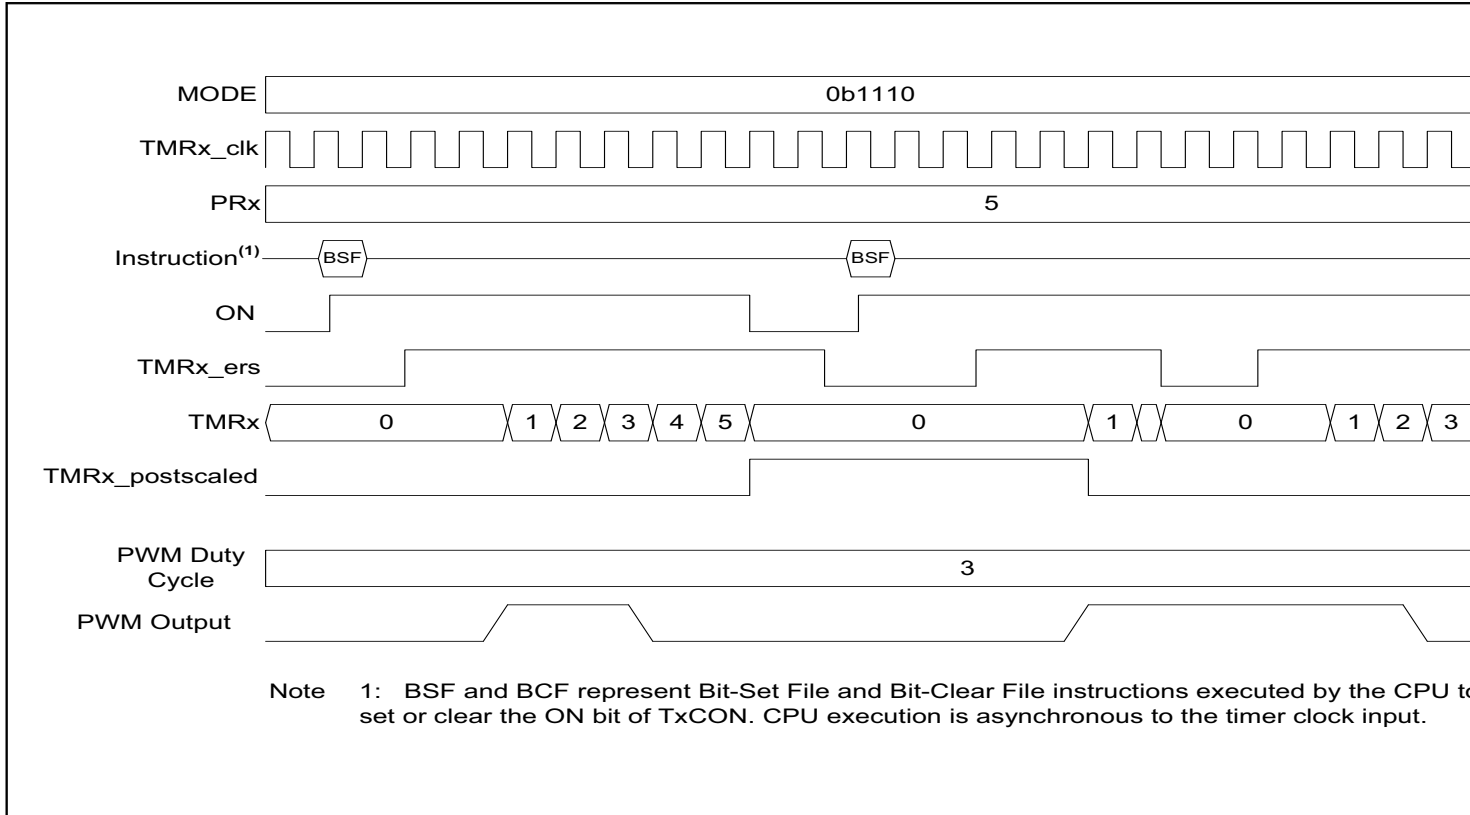 MODE 0b1110
TMRx_clk
PRx 5
Instruction(1) BSF BSF
ON
TMRx_ers
TMRx 0 1 2 3 4 5 0 1 0 1 2 3
TMRx_postscaled
PWM Duty
Cycle 3
PWM Output
Note 1: BSF and BCF represent Bit-Set File and Bit-Clear File instructions executed by the CPU
set or clear the ON bit of TxCON. CPU execution is asynchronous to the timer clock input.